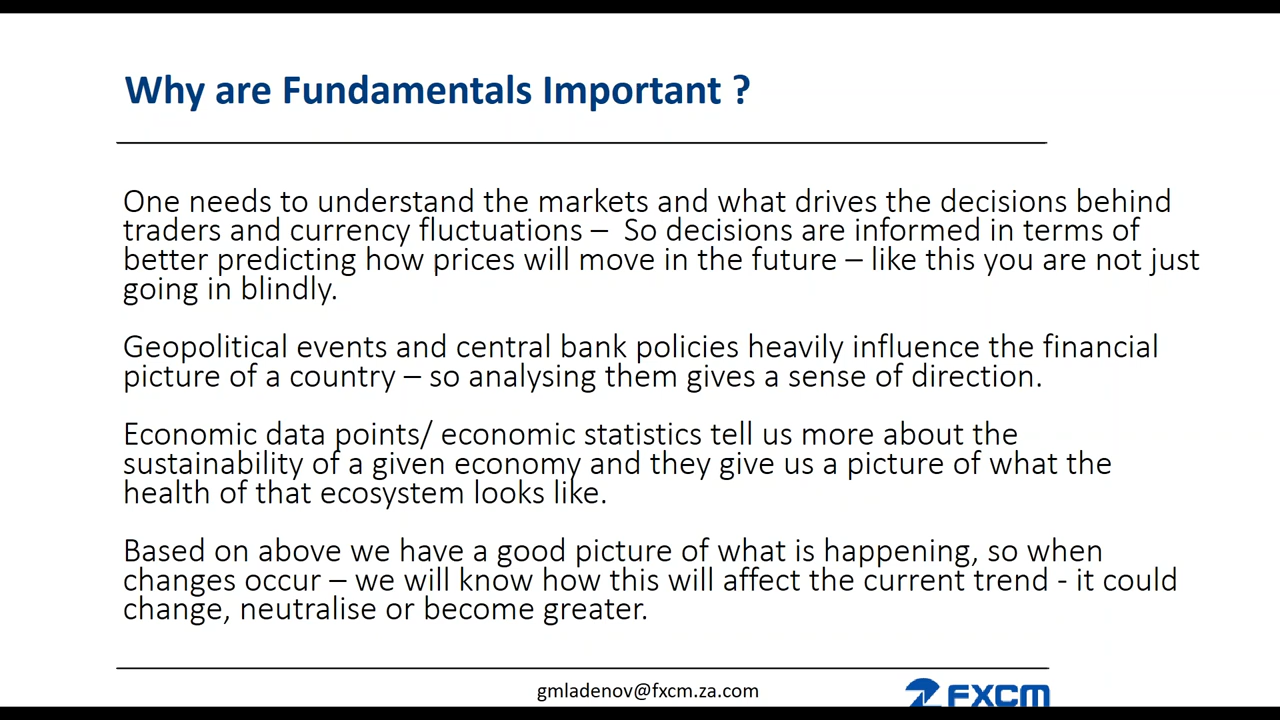 Why are Fundamentals Important ?
One needs to understand the markets and what drives the decisions behind
traders and currency fluctuations –  So decisions are informed in terms of
better predicting how prices will move in the future – like this you are not just
going in blindly.
Geopolitical events and central bank policies heavily influence the financial
picture of a country – so analysing them gives a sense of direction.
Economic data points/ economic statistics tell us more about the
sustainability of a given economy and they give us a picture of what the
health of that ecosystem looks like.
Based on above we have a good picture of what is happening, so when
changes occur – we will know how this will affect the current trend - it could
change, neutralise or become greater.
gmladenov@fxcm.za.com
FXCM